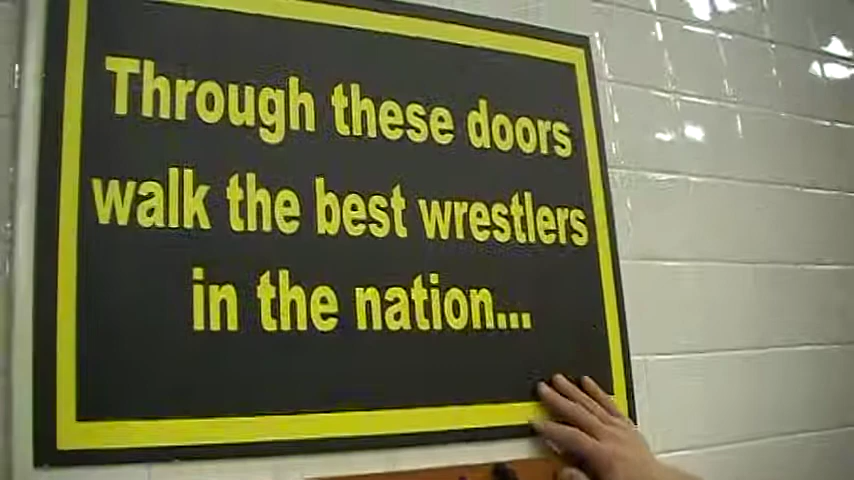 Through these doors
walk the best wrestlers
in the nation...